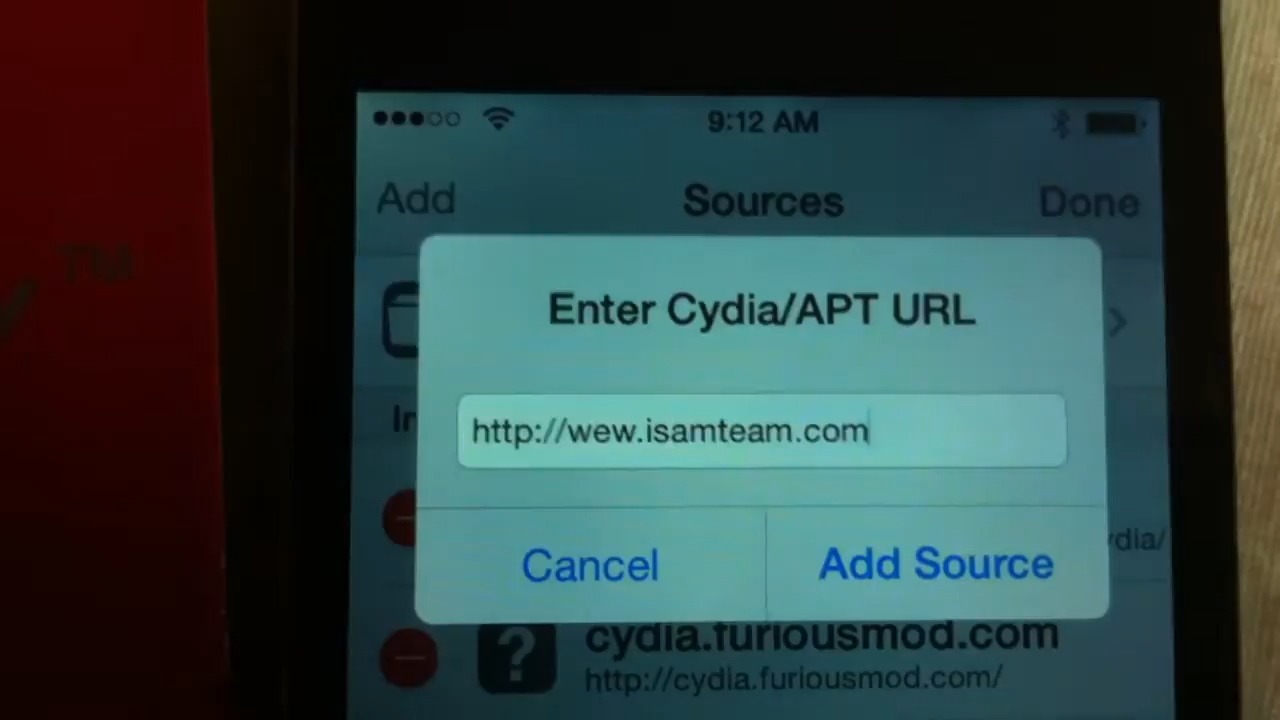 9:12 AM
Add Sources Done
Enter Cydia/APT URL
http://wew.isamteam.com
Cancel Add Source
cydia.furiousmod.com
http://cydia.furiousmod.com/
TM